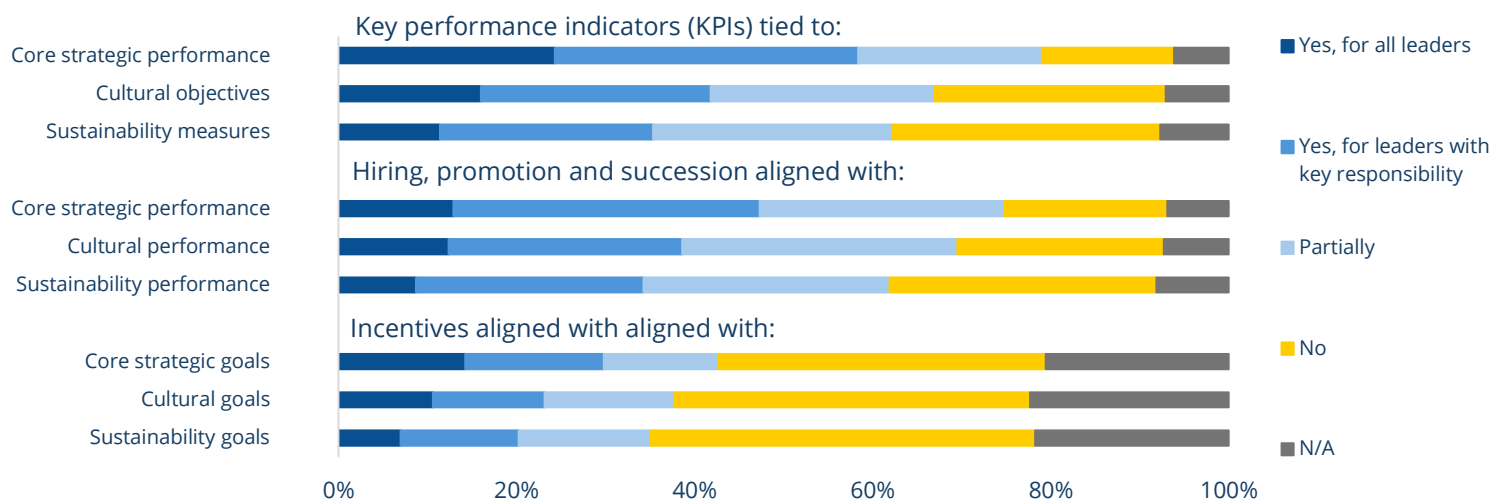 Key performance indicators (KPIs) tied to:
Core strategic performance
Cultural objectives
Sustainability measures
Hiring, promotion and succession aligned with:
Core strategic performance
Cultural performance
Sustainability performance
Incentives aligned with aligned with:
Core strategic goals
Cultural goals
Sustainability goals
0% 20% 40% 60% 80% 100%
Yes, for all leaders
Yes, for leaders with
key responsibility
Partially
No
N/A